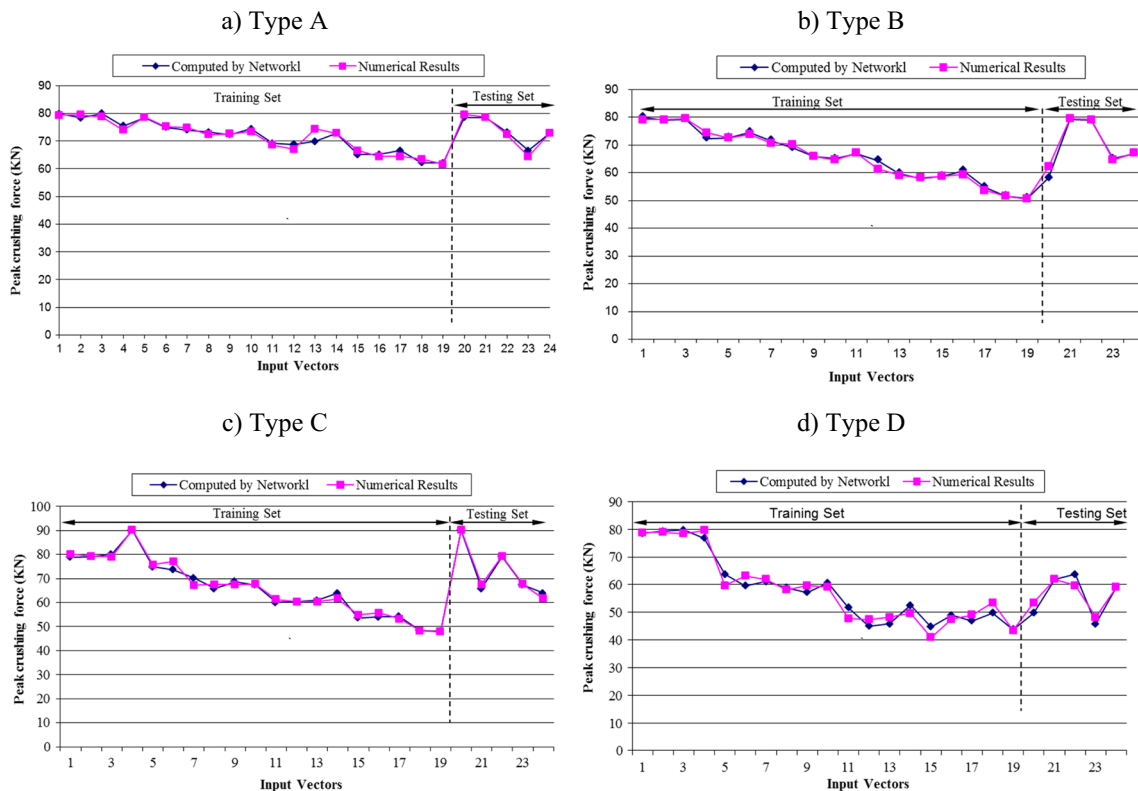 a) Type A
Computed by Networkl
Numerical Results
Training Set
Testing Set
90
80
70
60
50
40
30
20
10
0
Peak crushing force (KN)
1 2 3 4 5 6 7 8 9 10 11 12 13 14 15 16 17 18 19 20 21 22 23 24
Input Vectors
b) Type B
Computed by Networkl
Numerical Results
Training Set
Testing Set
90
80
70
60
50
40
30
20
10
0
Peak crushing forve (KN)
1 3 5 7 9 11 13 15 17 19 21 23
Input Vectors
c) Type C
Computed by Networkl
Numerical Results
Training Set
Testing Set
100
90
80
70
60
50
40
30
20
10
0
Peak crushing force (KN)
1 3 5 7 9 11 13 15 17 19 21 23
Input Vectors
d) Type D
Computed by Networkl
Numerical Results
Training Set
Testing Set
90
80
70
60
50
40
30
20
10
0
Peak crushing force (KN)
1 3 5 7 9 11 13 15 17 19 21 23
Input Vectors